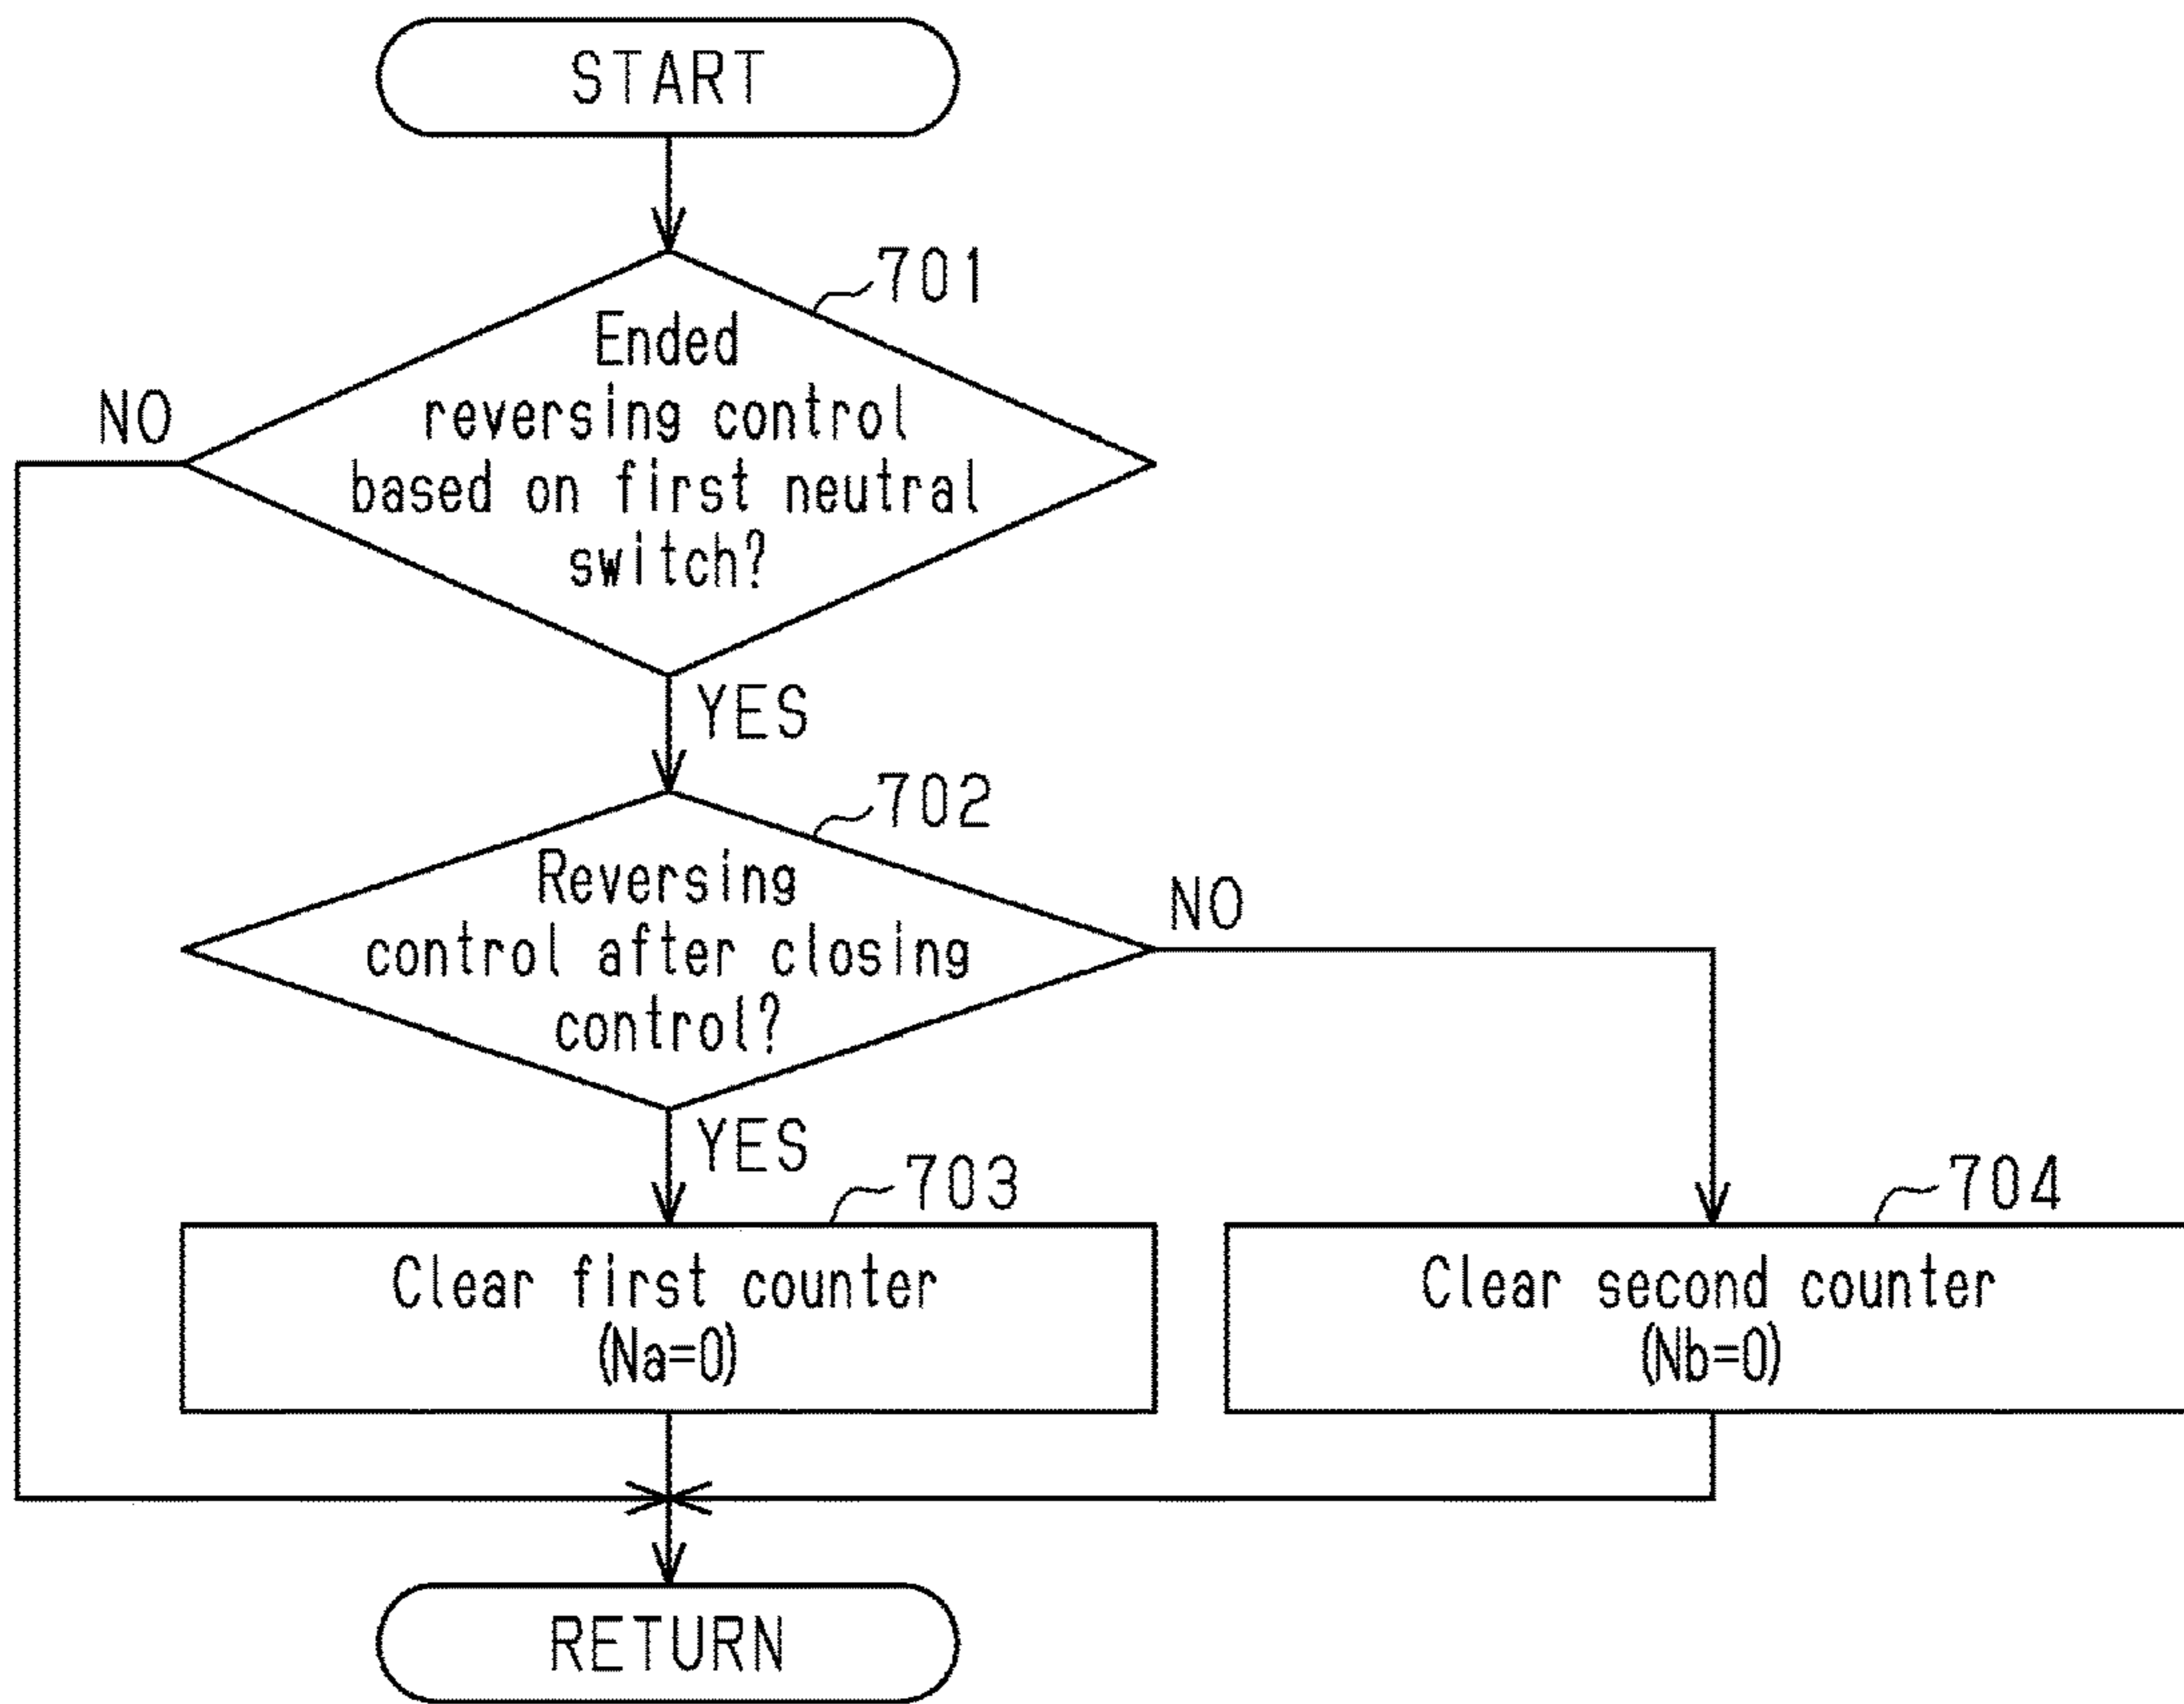 START
701
Ended
reversing control
based on first neutral
switch?
NO
YES
702
Reversing
control after closing
control?
NO
YES
703
Clear first counter
(Na=0)
704
Clear second counter
(Nb=0)
RETURN